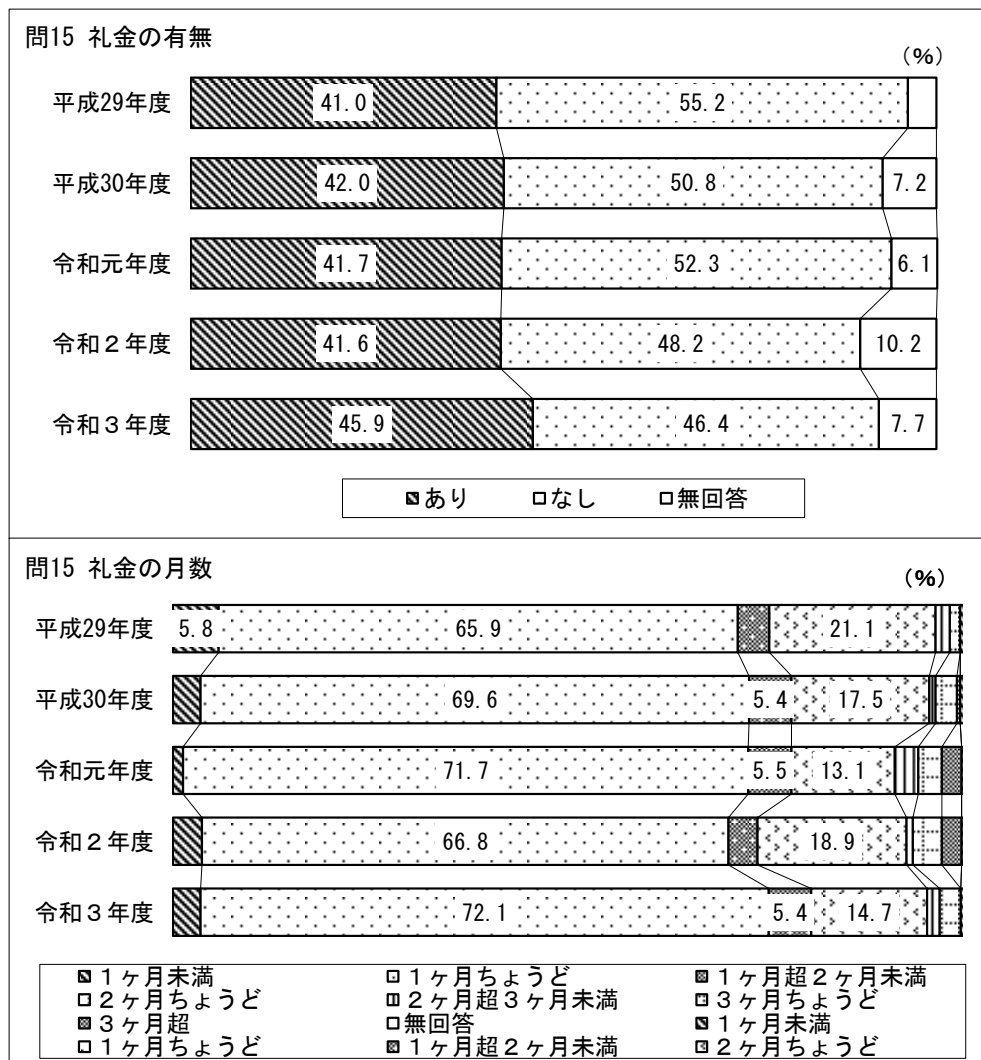 問15 礼金の有無
(%)
平成29年度 41.0 55.2
平成30年度 42.0 50.8 7.2
令和元年度 41.7 52.3 6.1
令和２年度 41.6 48.2 10.2
令和３年度 45.9 46.4 7.7
あり なし 無回答
問15 礼金の月数
(%)
平成29年度 5.8 65.9 21.1
平成30年度 69.6 5.4 17.5
令和元年度 71.7 5.5 13.1
令和２年度 66.8 18.9
令和３年度 72.1 5.4 14.7
１ヶ月未満 １ヶ月ちょうど １ヶ月超２ヶ月未満
２ヶ月ちょうど ２ヶ月超３ヶ月未満 ３ヶ月ちょうど
３ヶ月超 無回答 １ヶ月未満
１ヶ月ちょうど １ヶ月超２ヶ月未満 ２ヶ月ちょうど